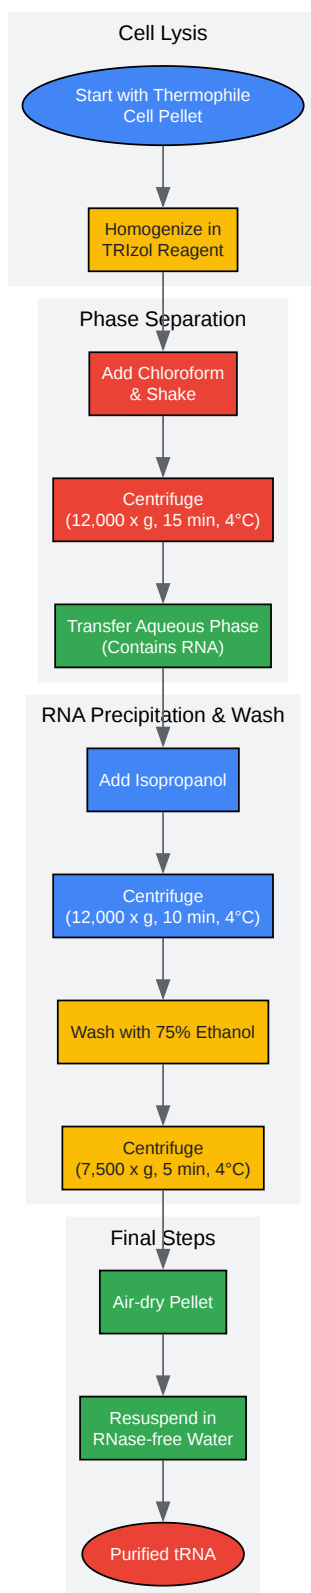 Cell Lysis
Start with Thermophile
Cell Pellet
Homogenize in
TRIzol Reagent
Phase Separation
Add Chloroform
& Shake
Centrifuge
(12,000 x g, 15 min, 4°C)
Transfer Aqueous Phase
(Contains RNA)
RNA Precipitation & Wash
Add Isopropanol
Centrifuge
(12,000 x g, 10 min, 4°C)
Wash with 75% Ethanol
Centrifuge
(7,500 x g, 5 min, 4°C)
Final Steps
Air-dry Pellet
Resuspend in
RNase-free Water
Purified tRNA